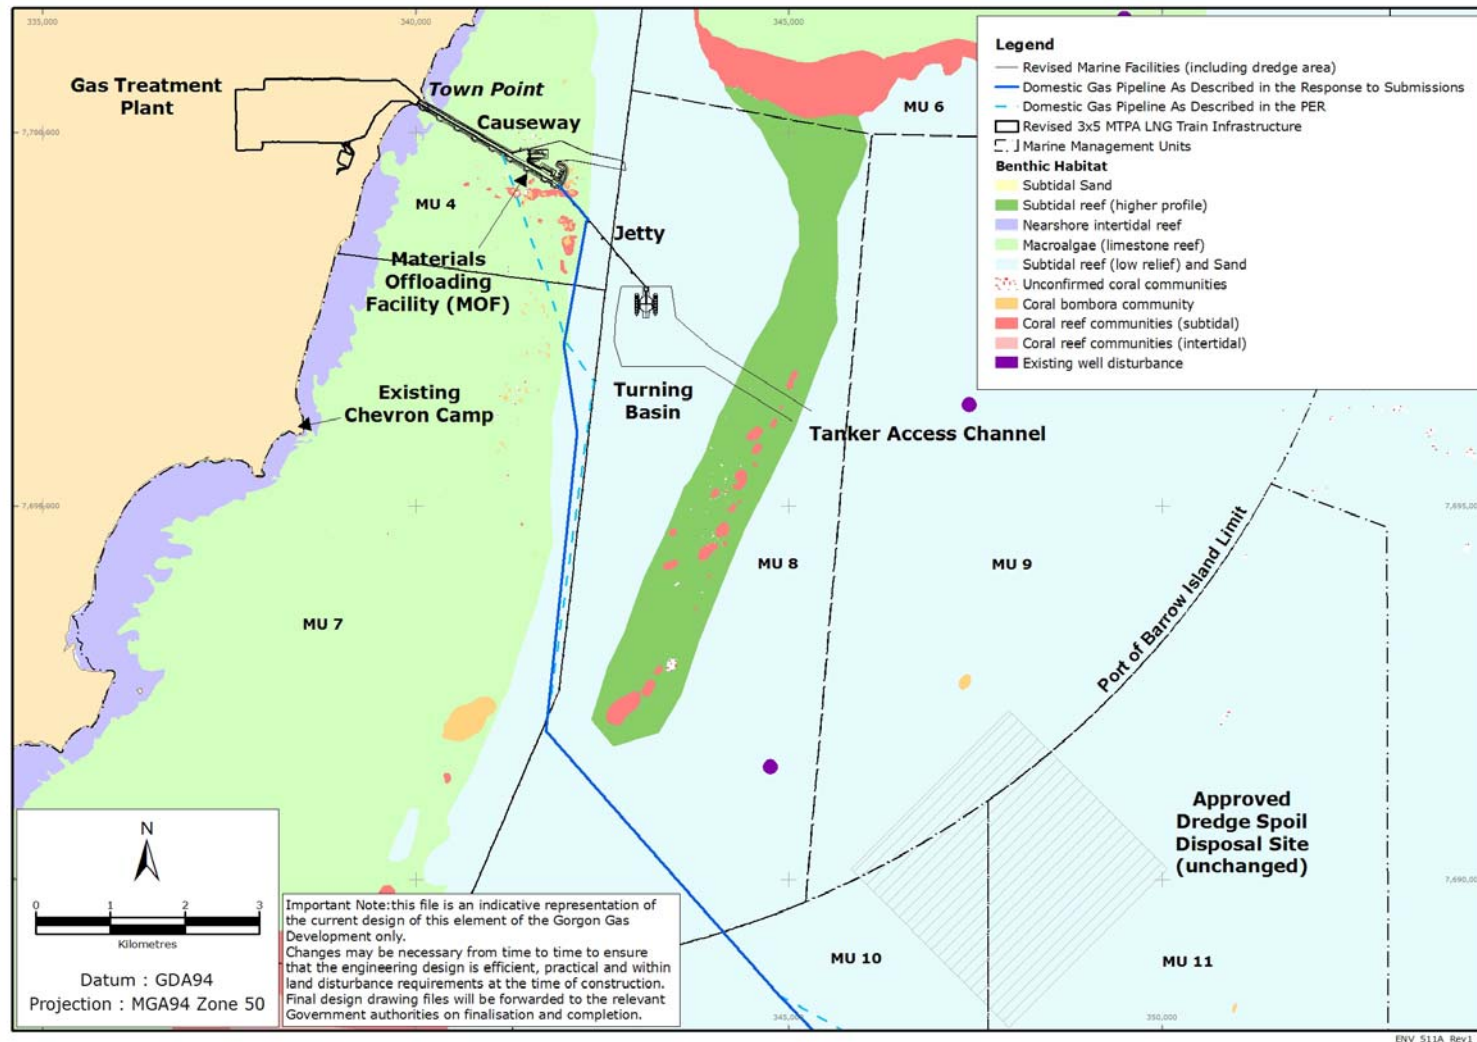 335,000
340,000
345,000
Legend
Revised Marine Facilities (including dredge area)
Domestic Gas Pipeline As Described in the Response to Submissions
Domestic Gas Pipeline As Described in the PER
Revised 3x5 MTPA LNG Train Infrastructure
Marine Management Units
Benthic Habitat
Subtidal Sand
Subtidal reef (higher profile)
Nearshore intertidal reef
Macroalgae (limestone reef)
Subtidal reef (low relief) and Sand
Unconfirmed coral communities
Coral bombora community
Coral reef communities (subtidal)
Coral reef communities (intertidal)
Existing well disturbance
Gas Treatment
Plant
Town Point
Causeway
MU 6
7,700,000
MU 4
Jetty
Materials
Offloading
Facility (MOF)
Existing
Chevron Camp
Turning
Basin
Tanker Access Channel
7,695,000
7,695,00
MU 8
MU 9
MU 7
Port of Barrow Island Limit
Approved
Dredge Spoil
Disposal Site
(unchanged)
7,690,00
N
0 1 2 3
Kilometres
Datum : GDA94
Projection : MGA94 Zone 50
Important Note:this file is an indicative representation of
the current design of this element of the Gorgon Gas
Development only.
Changes may be necessary from time to time to ensure
that the engineering design is efficient, practical and within
land disturbance requirements at the time of construction.
Final design drawing files will be forwarded to the relevant
Government authorities on finalisation and completion.
MU 10
MU 11
345,000
350,000
ENV_511A_Rev1